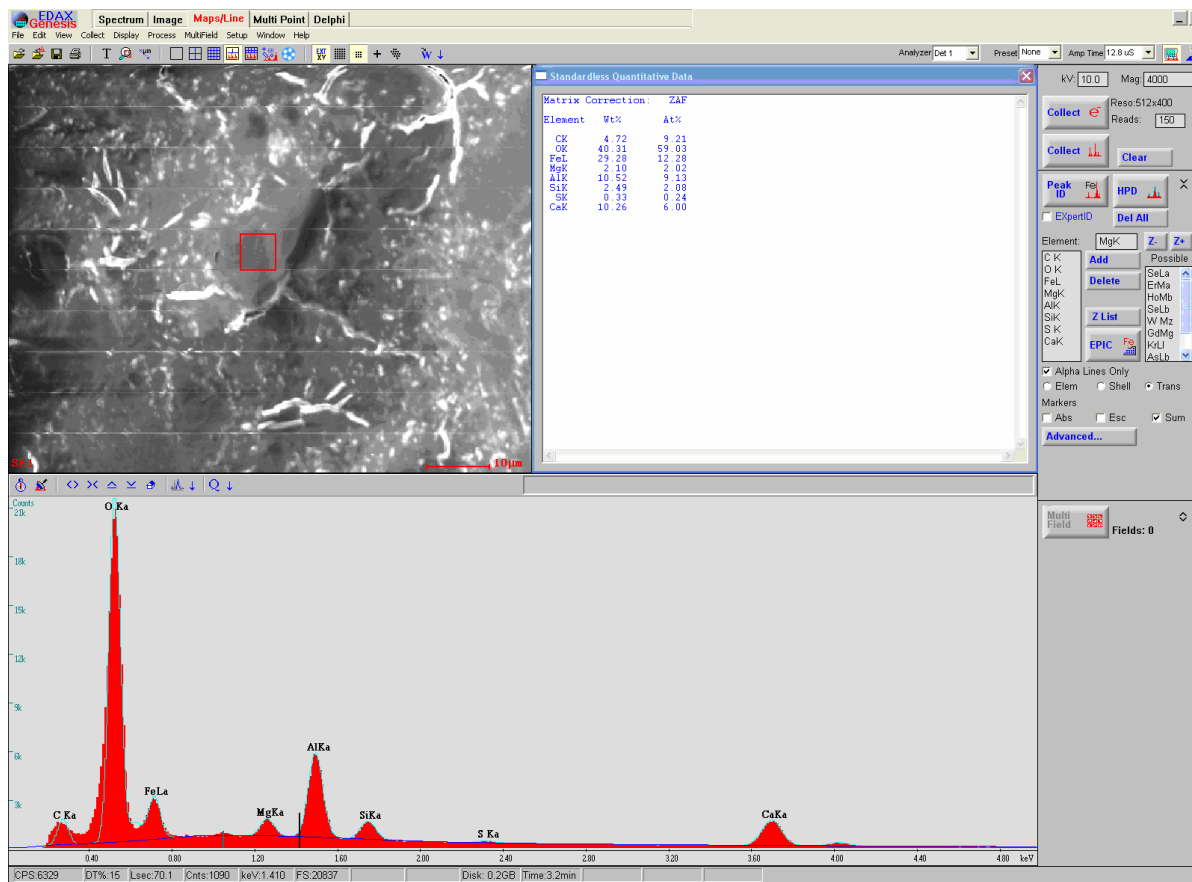 EDAX
Genesis
Spectrum Image Maps/Line Multi Point Delphi
File Edit View Collect Display Process MultiField Setup Window Help
Analyzer Det 1 Preset None Amp Time 12.8 uS
kV: 10.0 Mag: 4000
Collect e- Reso:512x400
Reads: 150
Collect Clear
Peak ID Fe HPD
EXpertID Del All
Element: MgK Z- Z+
C K
O K
FeL
MgK
AlK
SiK
S K
CaK
Add
Delete
Z List
EPIC Fe
Possible
SeLa
ErMa
HoMb
SeLb
W Mz
GdMg
KrLl
AsLb
Alpha Lines Only
Elem Shell Trans
Markers
Abs Esc Sum
Advanced...
Multi Field Fields: 0
Standardless Quantitative Data
Matrix Correction: ZAF
Element Wt% At%
CK 4.72 9.21
OK 40.31 59.03
FeL 29.28 12.28
MgK 2.10 2.02
AlK 10.52 9.13
SiK 2.49 2.08
SK 0.33 0.24
CaK 10.26 6.00
10µm
Counts
21k
18k
15k
12k
9k
6k
3k
C Ka
O Ka
FeLa
MgKa
AlKa
SiKa
S Ka
CaKa
0.40 0.80 1.20 1.60 2.00 2.40 2.80 3.20 3.60 4.00 4.40 4.80 keV
CPS:6329 DT%:15 Lsec:70.1 Cnts:1090 keV:1.410 FS:20837 Disk: 0.2GB Time:3.2min